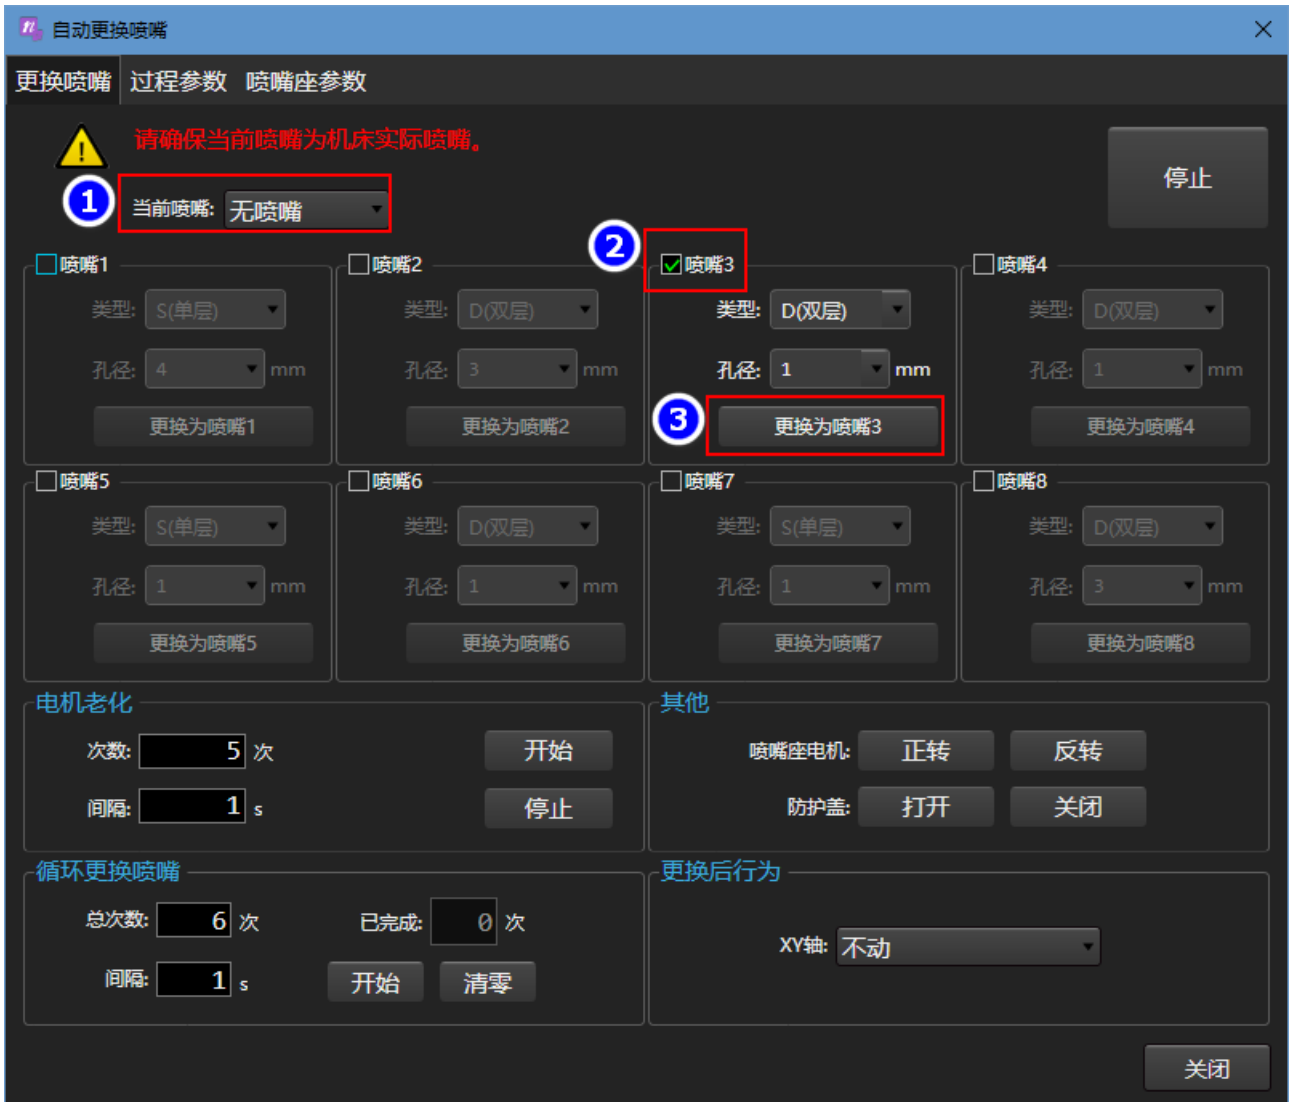 自动更换喷嘴
更换喷嘴 过程参数 喷嘴座参数
请确保当前喷嘴为机床实际喷嘴。
停止
1 当前喷嘴: 无喷嘴
2
喷嘴1 喷嘴2 喷嘴3 喷嘴4
类型: S(单层) 类型: D(双层) 类型: D(双层) 类型: D(双层)
孔径: 4 mm 孔径: 3 mm 孔径: 1 mm 孔径: 1 mm
更换为喷嘴1 更换为喷嘴2 3 更换为喷嘴3 更换为喷嘴4
喷嘴5 喷嘴6 喷嘴7 喷嘴8
类型: S(单层) 类型: D(双层) 类型: S(单层) 类型: D(双层)
孔径: 1 mm 孔径: 1 mm 孔径: 1 mm 孔径: 3 mm
更换为喷嘴5 更换为喷嘴6 更换为喷嘴7 更换为喷嘴8
电机老化 其他
次数: 5 次 开始 喷嘴座电机: 正转 反转
间隔: 1 s 停止 防护盖: 打开 关闭
循环更换喷嘴 更换后行为
总次数: 6 次 已完成: 0 次
XY轴: 不动
间隔: 1 s 开始 清零
关闭